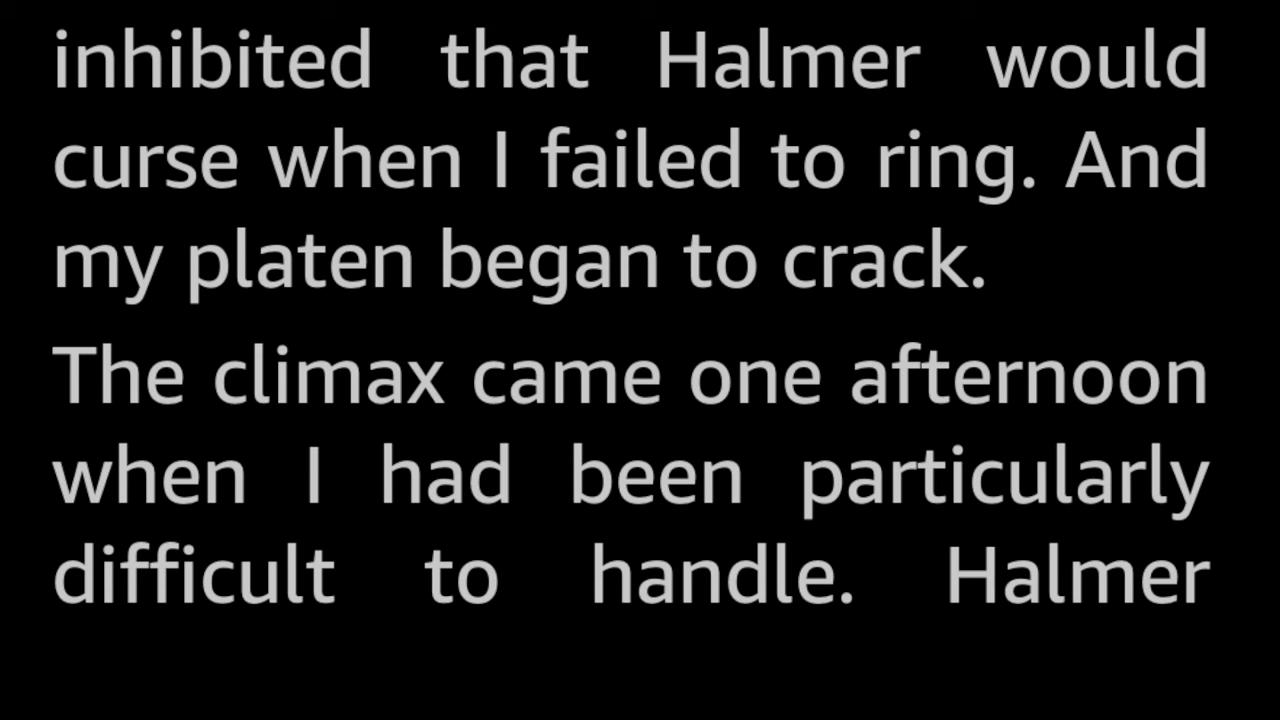 inhibited that Halmer would
curse when I failed to ring. And
my platen began to crack.
The climax came one afternoon
when I had been particularly
difficult to handle. Halmer